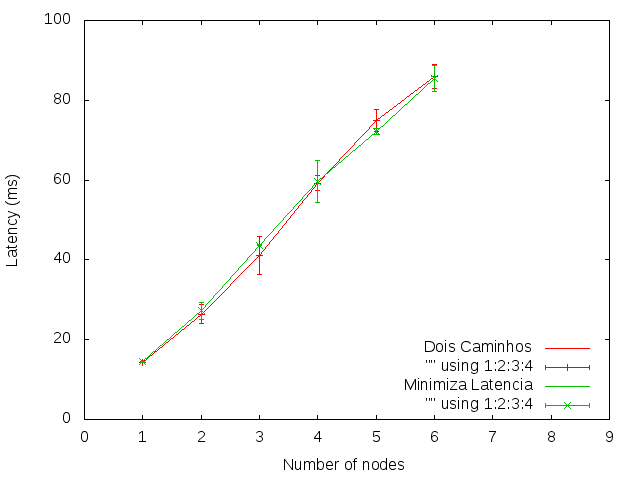 100
80
60
40
20
0
Latency (ms)
Dois Caminhos
"" using 1:2:3:4
Minimiza Latencia
"" using 1:2:3:4
0 1 2 3 4 5 6 7 8 9
Number of nodes